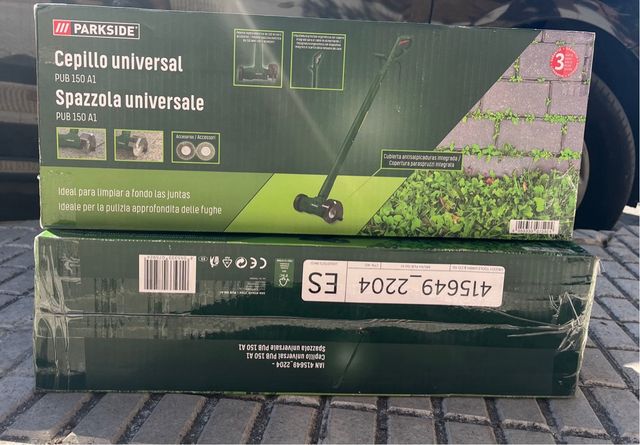 PARKSIDE®
Cepillo universal
PUB 150 A1
Spazzola universale
PUB 150 A1
Accesorios / Accessori
3
Cubierta antisalpicaduras integrada /
Copertura paraspruzzi integrata
Ideal para limpiar a fondo las juntas
Ideale per la pulizia approfondita delle fughe
415649_2204
ES
CE
IAN 415649_2204 -
Cepillo universal PUB 150 A1
Spazzola universale PUB 150 A1